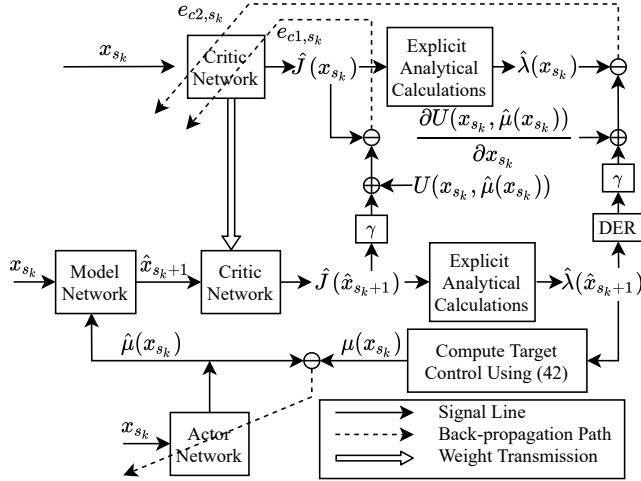 e_{c2,s_k}
e_{c1,s_k}
x_{s_k}
Critic
Network
Ĵ(x_{s_k})
Explicit
Analytical
Calculations
λ̂(x_{s_k})
∂U(x_{s_k}, μ̂(x_{s_k}))
∂x_{s_k}
γ
U(x_{s_k}, μ̂(x_{s_k}))
γ
DER
x_{s_k}
Model
Network
x̂_{s_k+1}
Critic
Network
Ĵ(x̂_{s_k+1})
Explicit
Analytical
Calculations
λ̂(x̂_{s_k+1})
μ̂(x_{s_k})
μ(x_{s_k})
Compute Target
Control Using (42)
x_{s_k}
Actor
Network
Signal Line
Back-propagation Path
Weight Transmission